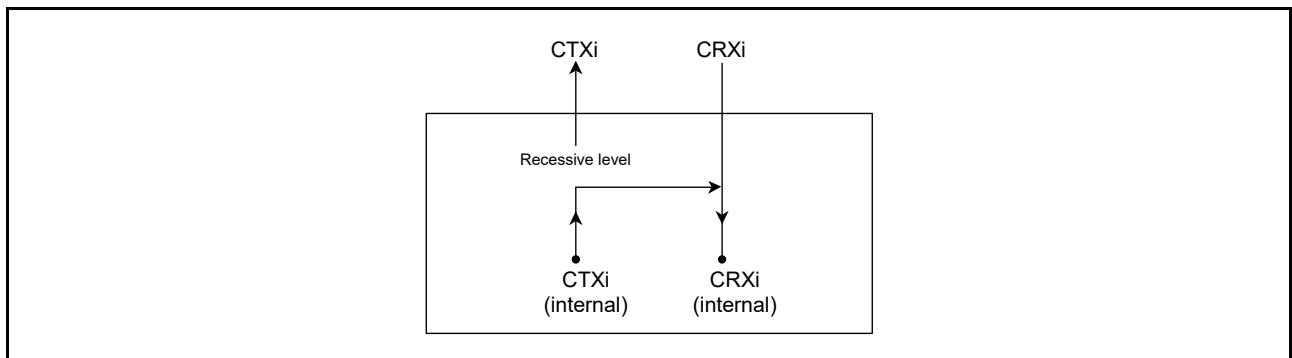 CTXi CRXi
Recessive level
CTXi CRXi
(internal) (internal)